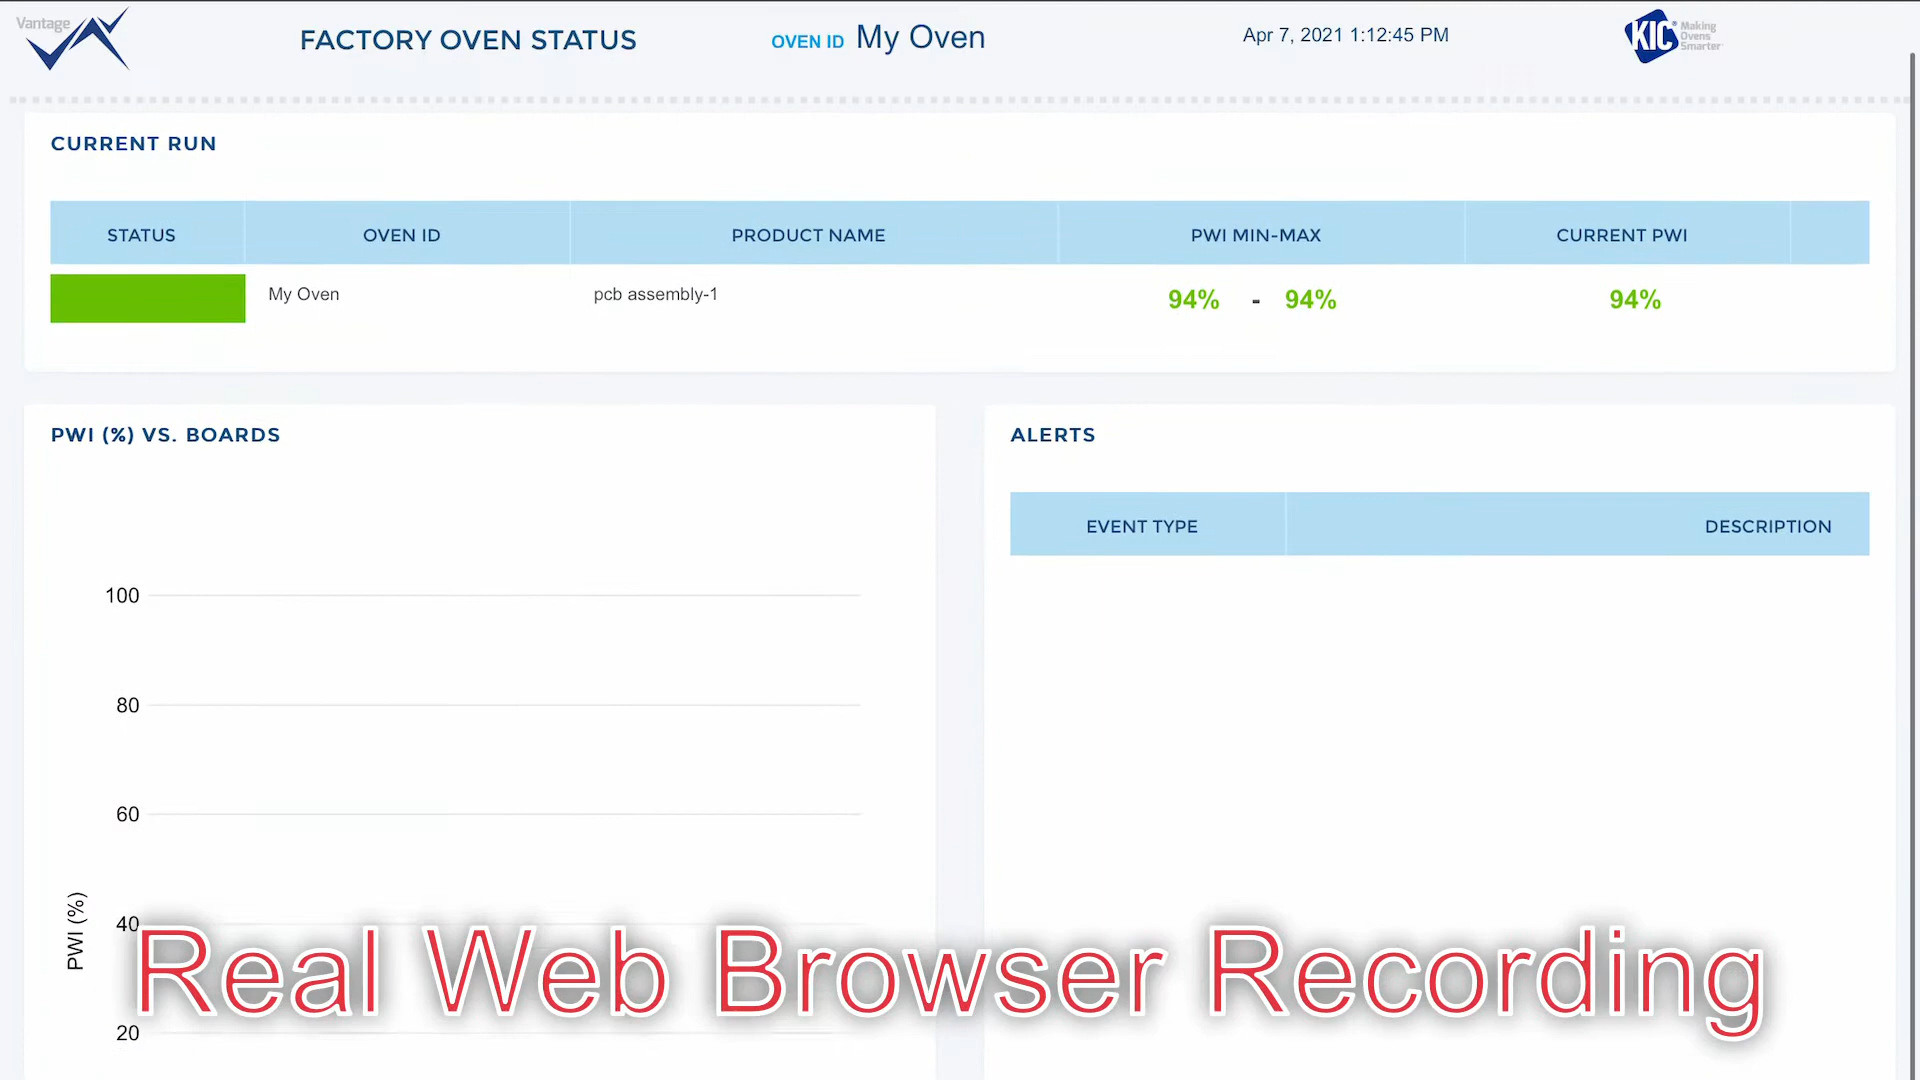 Vantage
FACTORY OVEN STATUS
OVEN ID My Oven
Apr 7, 2021 1:12:45 PM
KIC Making Ovens Smarter
CURRENT RUN
STATUS OVEN ID PRODUCT NAME PWI MIN-MAX CURRENT PWI
My Oven pcb assembly-1 94% - 94% 94%
PWI (%) VS. BOARDS
ALERTS
EVENT TYPE DESCRIPTION
100
80
60
40
20
PWI (%)
Real Web Browser Recording